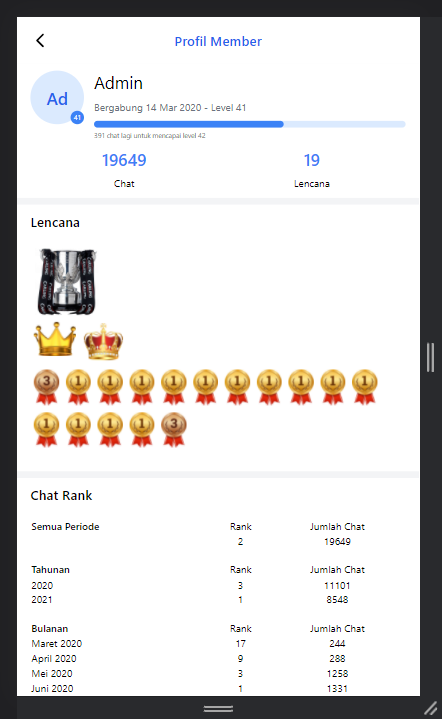 Profil Member
Ad
41
Admin
Bergabung 14 Mar 2020 - Level 41
391 chat lagi untuk mencapai level 42
19649 19
Chat Lencana
Lencana
3 1 1 1 1 1 1 1 1 1 1
1 1 1 1 3
Chat Rank
Semua Periode Rank Jumlah Chat
2 19649
Tahunan Rank Jumlah Chat
2020 3 11101
2021 1 8548
Bulanan Rank Jumlah Chat
Maret 2020 17 244
April 2020 9 288
Mei 2020 3 1258
Juni 2020 1 1331